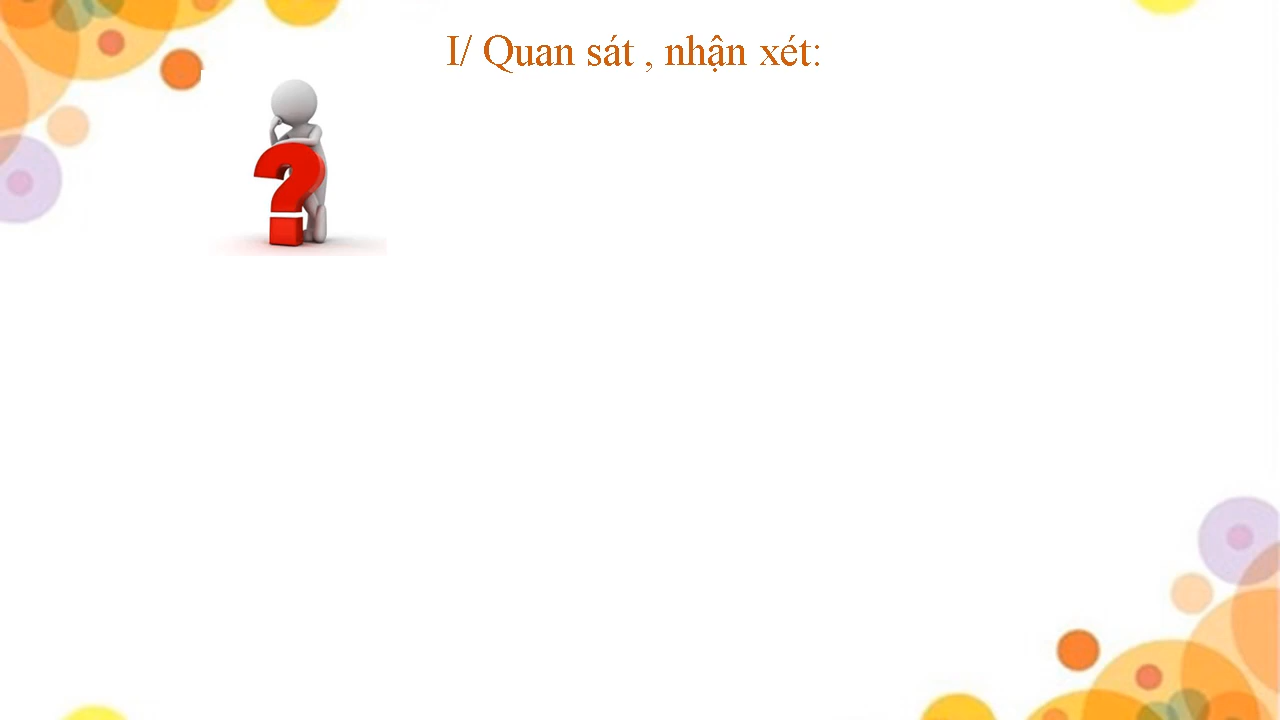 I/ Quan sát , nhận xét:
?